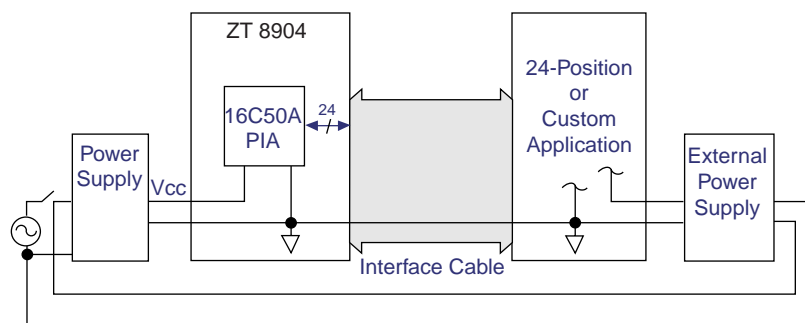 ZT 8904
24-Position
or
Custom
Application
16C50A
PIA
24
Power
Supply
Vcc
External
Power
Supply
Interface Cable